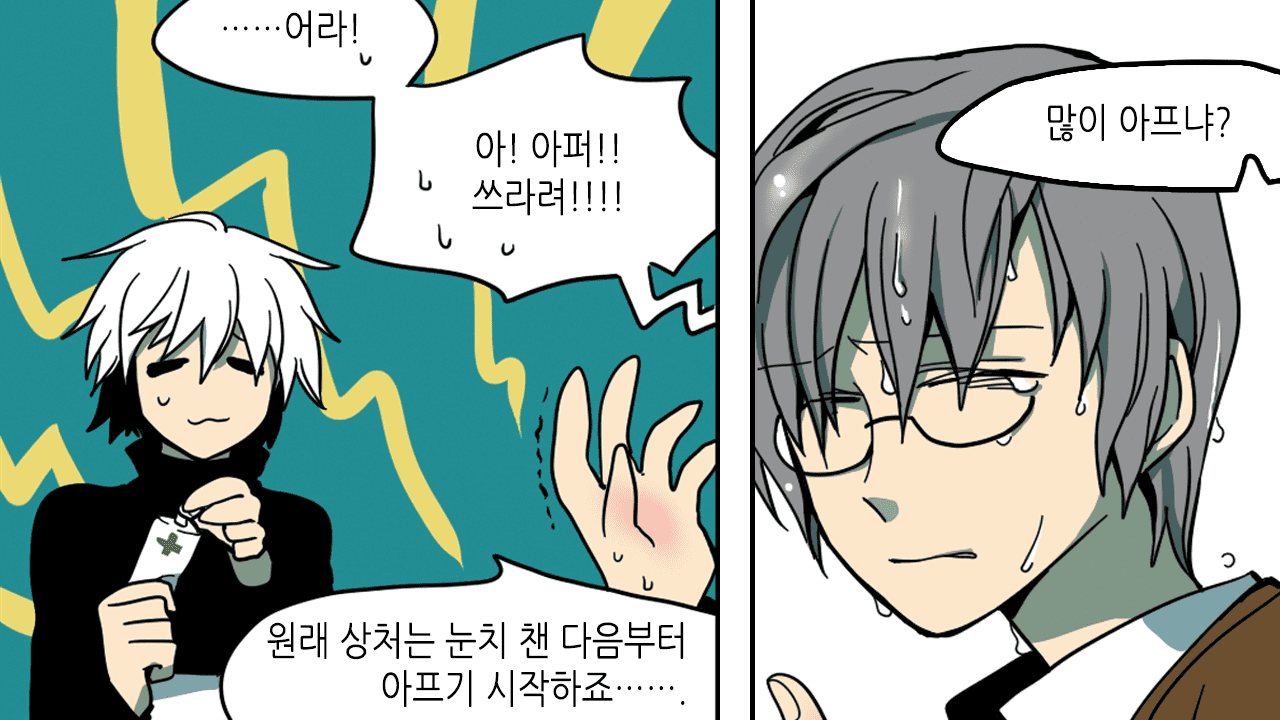 ……어라!
아! 아퍼!!
쓰라려!!!!
원래 상처는 눈치 챈 다음부터
아프기 시작하죠…….
많이 아프냐?